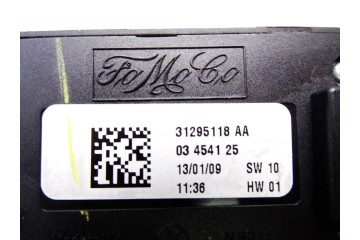 FoMoCo
31295118 AA
03 4541 25
13/01/09 SW 10
11:36 HW 01